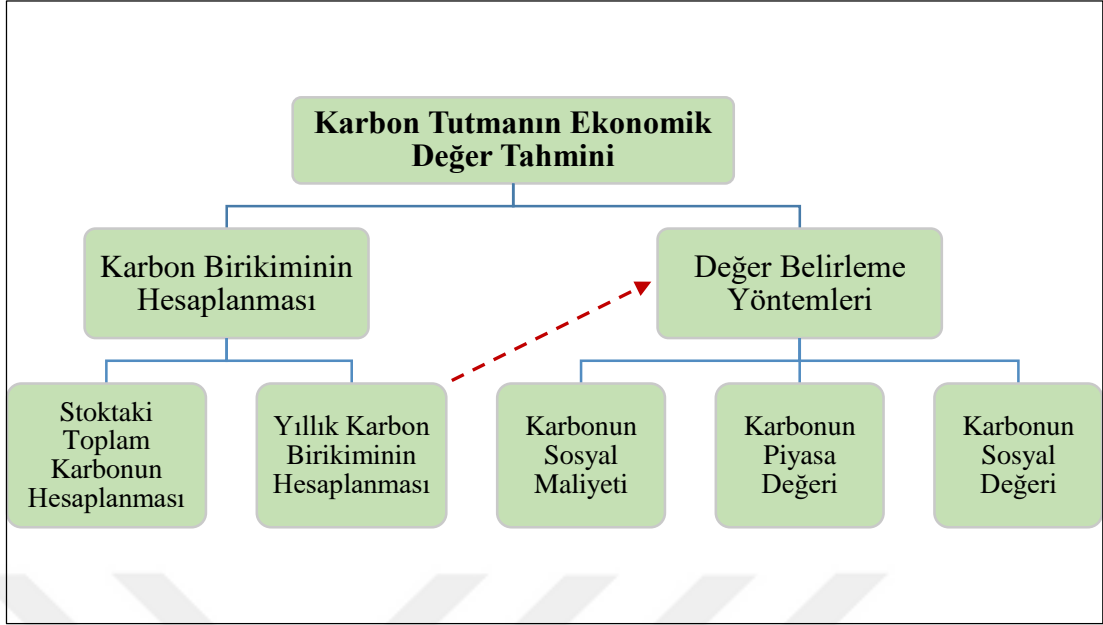 Karbon Tutmanın Ekonomik
Değer Tahmini
Karbon Birikiminin
Hesaplanması
Değer Belirleme
Yöntemleri
Stoktaki
Toplam
Karbonun
Hesaplanması
Yıllık Karbon
Birikiminin
Hesaplanması
Karbonun
Sosyal
Maliyeti
Karbonun
Piyasa
Değeri
Karbonun
Sosyal
Değeri